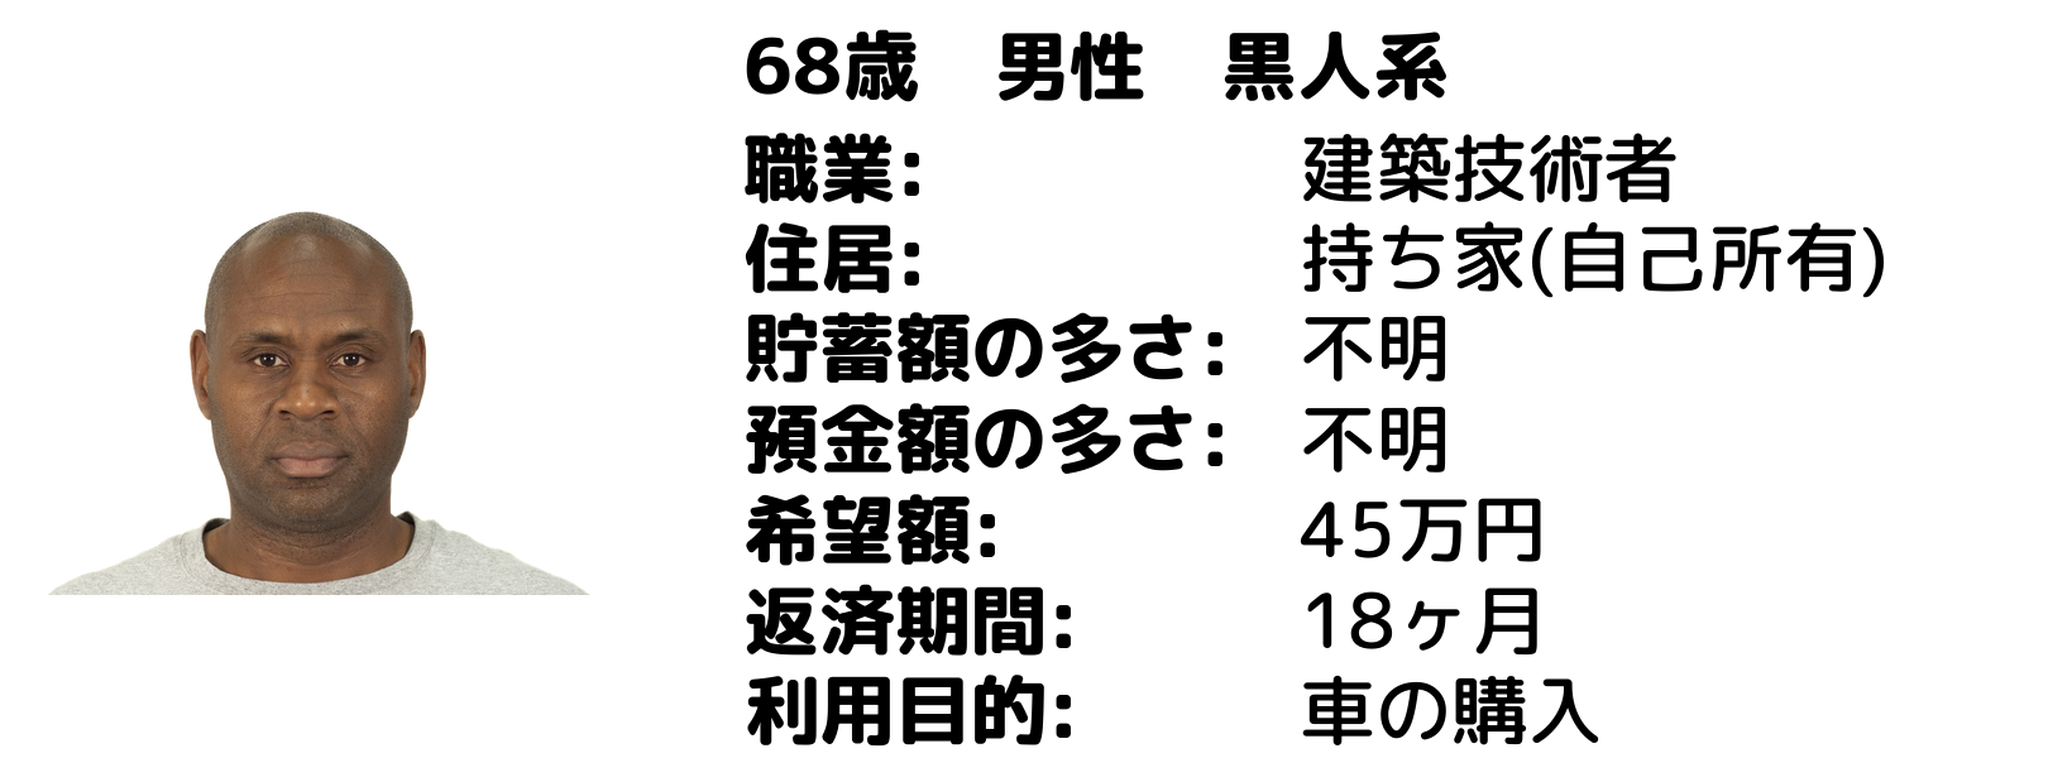 68歳　男性　黒人系
職業: 建築技術者
住居: 持ち家(自己所有)
貯蓄額の多さ: 不明
預金額の多さ: 不明
希望額: 45万円
返済期間: 18ヶ月
利用目的: 車の購入